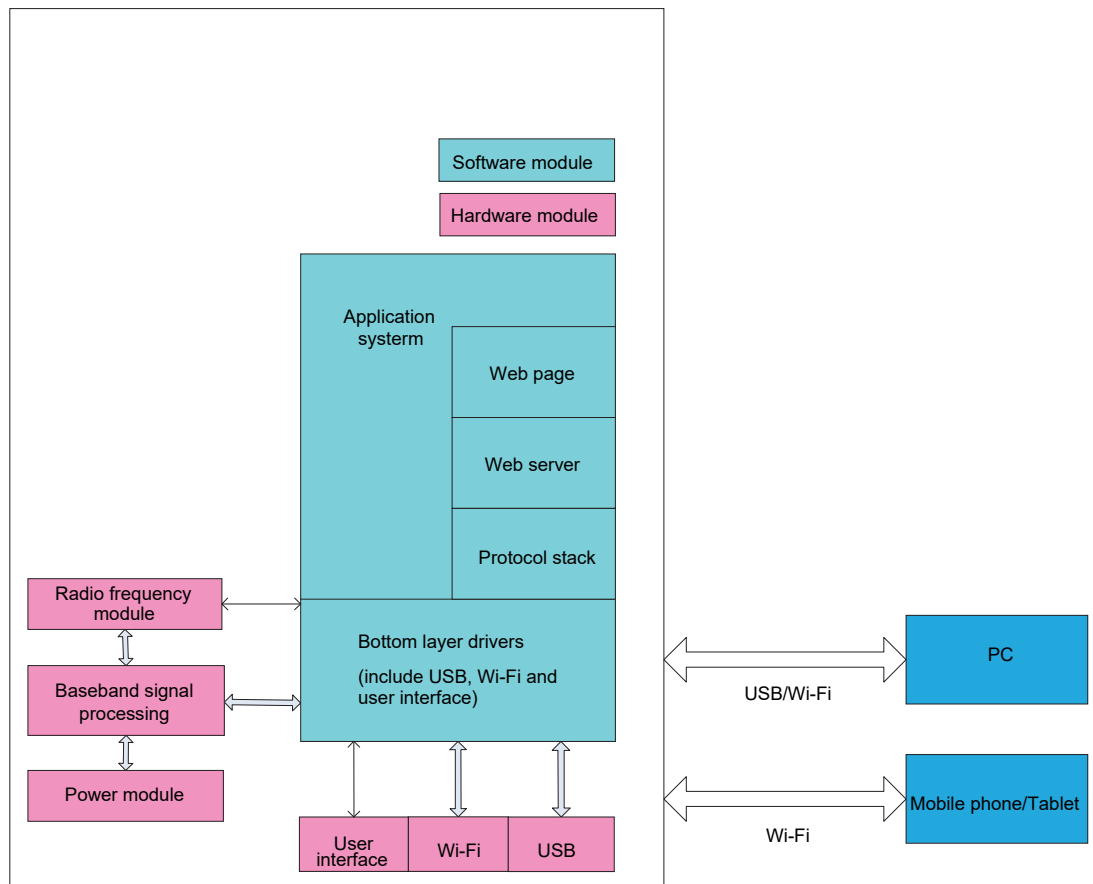 Software module
Hardware module
Application
systerm
Web page
Web server
Protocol stack
Radio frequency
module
Bottom layer drivers
(include USB, Wi-Fi and
user interface)
Baseband signal
processing
Power module
User
interface
Wi-Fi
USB
PC
USB/Wi-Fi
Mobile phone/Tablet
Wi-Fi